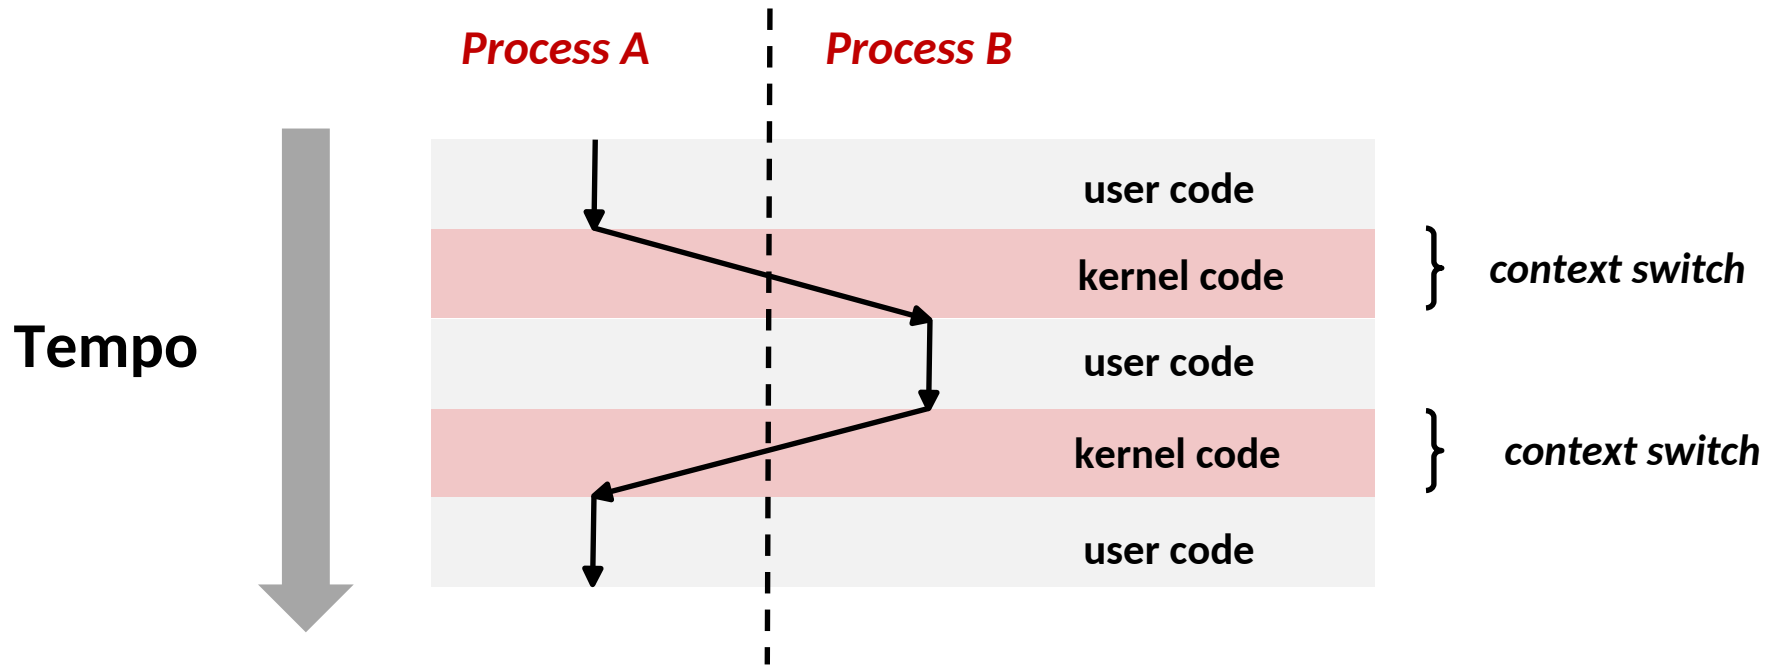 Process A
Process B
user code
kernel code
context switch
user code
Tempo
kernel code
context switch
user code